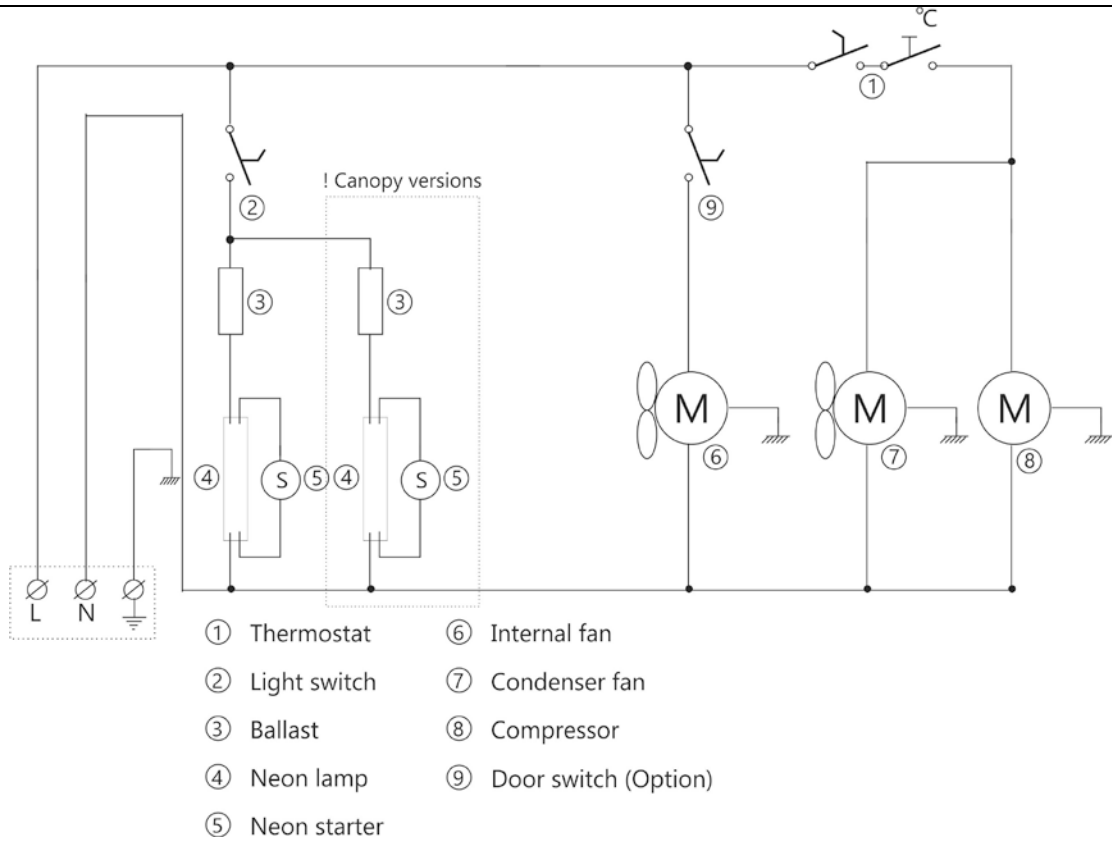 °C
①
! Canopy versions
②
⑨
③
③
M
M
M
⑥
⑦
⑧
④
S
⑤
④
S
⑤
L
N
① Thermostat
② Light switch
③ Ballast
④ Neon lamp
⑤ Neon starter
⑥ Internal fan
⑦ Condenser fan
⑧ Compressor
⑨ Door switch (Option)